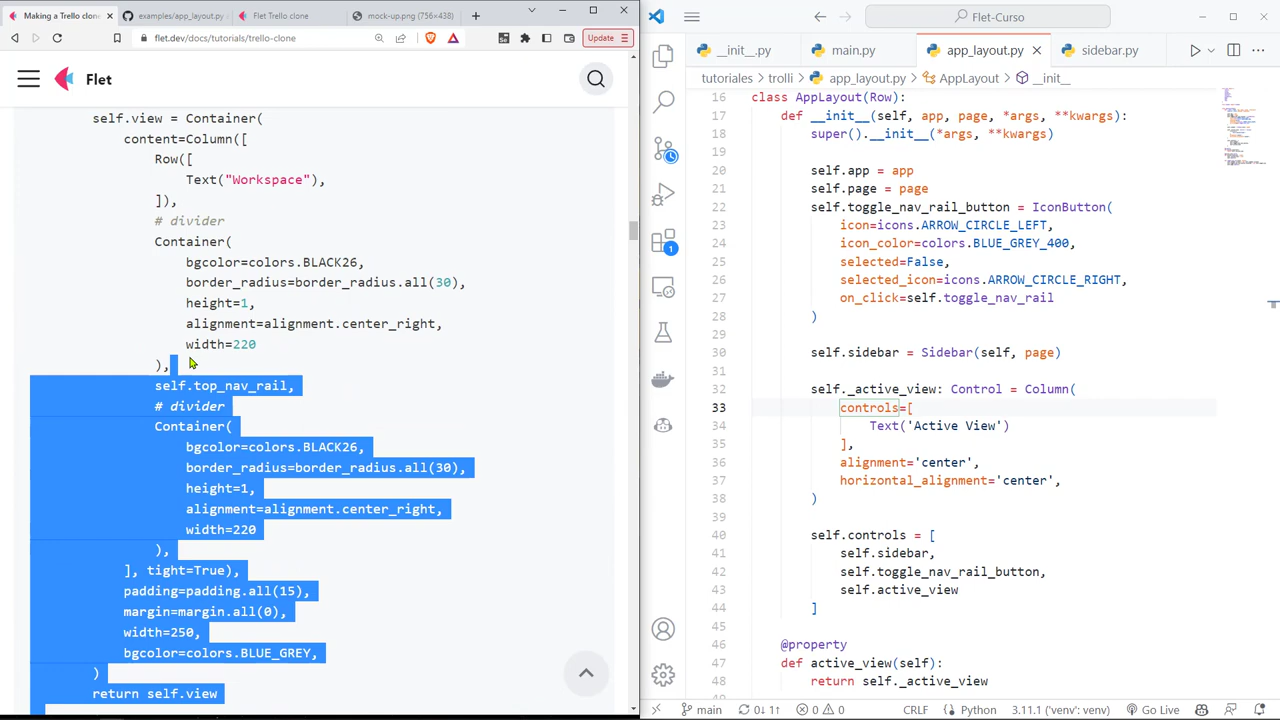 Making a Trello clone
examples/app_layout.py
Flet Trello clone
mock-up.png (756×438)
flet.dev/docs/tutorials/trello-clone
Update
Flet
self.view = Container(
content=Column([
Row([
Text("Workspace"),
]),
# divider
Container(
bgcolor=colors.BLACK26,
border_radius=border_radius.all(30),
height=1,
alignment=alignment.center_right,
width=220
),
self.top_nav_rail,
# divider
Container(
bgcolor=colors.BLACK26,
border_radius=border_radius.all(30),
height=1,
alignment=alignment.center_right,
width=220
),
], tight=True),
padding=padding.all(15),
margin=margin.all(0),
width=250,
bgcolor=colors.BLUE_GREY,
)
return self.view
Flet-Curso
__init__.py
main.py
app_layout.py
sidebar.py
tutoriales > trolli > app_layout.py > AppLayout > __init__
16 class AppLayout(Row):
17 def __init__(self, app, page, *args, **kwargs):
18 super().__init__(*args, **kwargs)
19
20 self.app = app
21 self.page = page
22 self.toggle_nav_rail_button = IconButton(
23 icon=icons.ARROW_CIRCLE_LEFT,
24 icon_color=colors.BLUE_GREY_400,
25 selected=False,
26 selected_icon=icons.ARROW_CIRCLE_RIGHT,
27 on_click=self.toggle_nav_rail
28 )
29
30 self.sidebar = Sidebar(self, page)
31
32 self._active_view: Control = Column(
33 controls=[
34 Text('Active View')
35 ],
36 alignment='center',
37 horizontal_alignment='center',
38 )
39
40 self.controls = [
41 self.sidebar,
42 self.toggle_nav_rail_button,
43 self.active_view
44 ]
45
46 @property
47 def active_view(self):
48 return self._active_view
1
main
0↓ 1↑
0
0
CRLF
Python
3.11.1 ('venv': venv)
Go Live